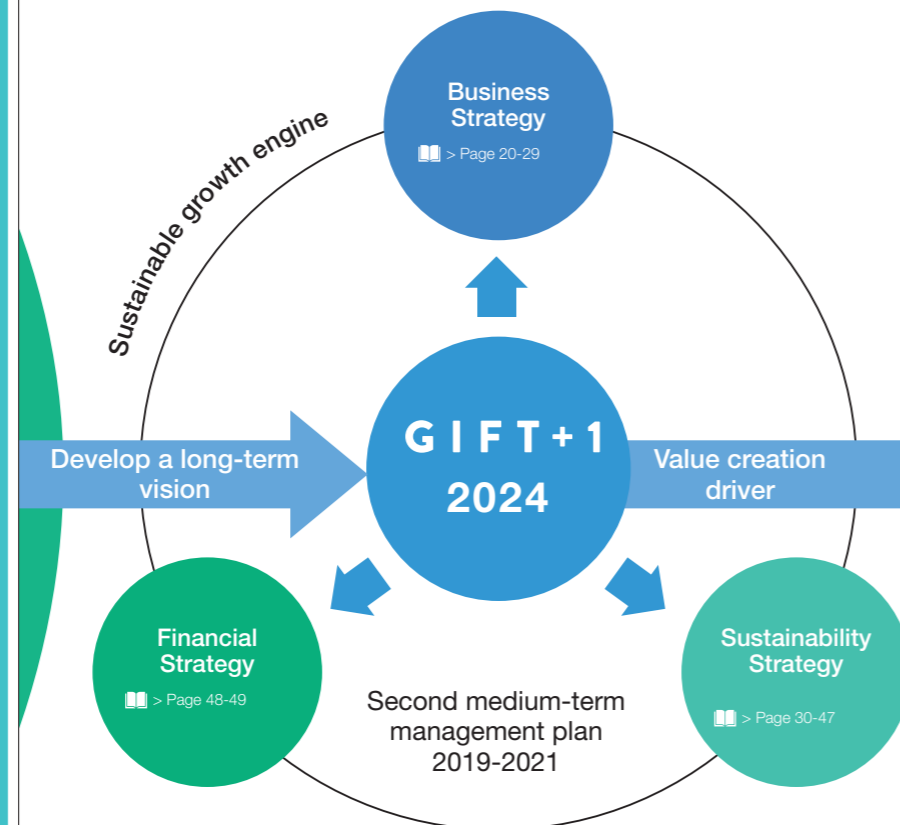 Business
Strategy
> Page 20-29
Sustainable growth engine
Develop a long-term
vision
GIFT+1
2024
Value creation
driver
Financial
Strategy
> Page 48-49
Sustainability
Strategy
> Page 30-47
Second medium-term
management plan
2019-2021